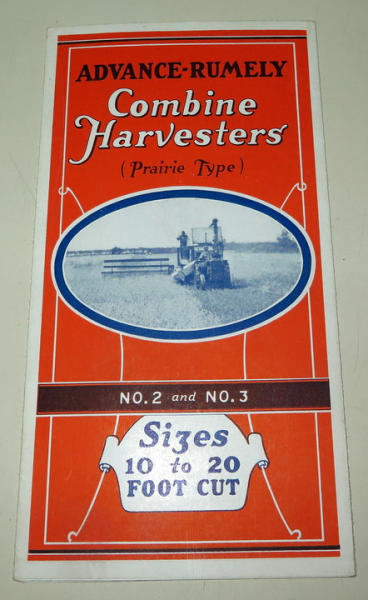 ADVANCE-RUMELY
Combine
Harvesters
(Prairie Type)
NO.2 and NO.3
Sizes
10 to 20
FOOT CUT